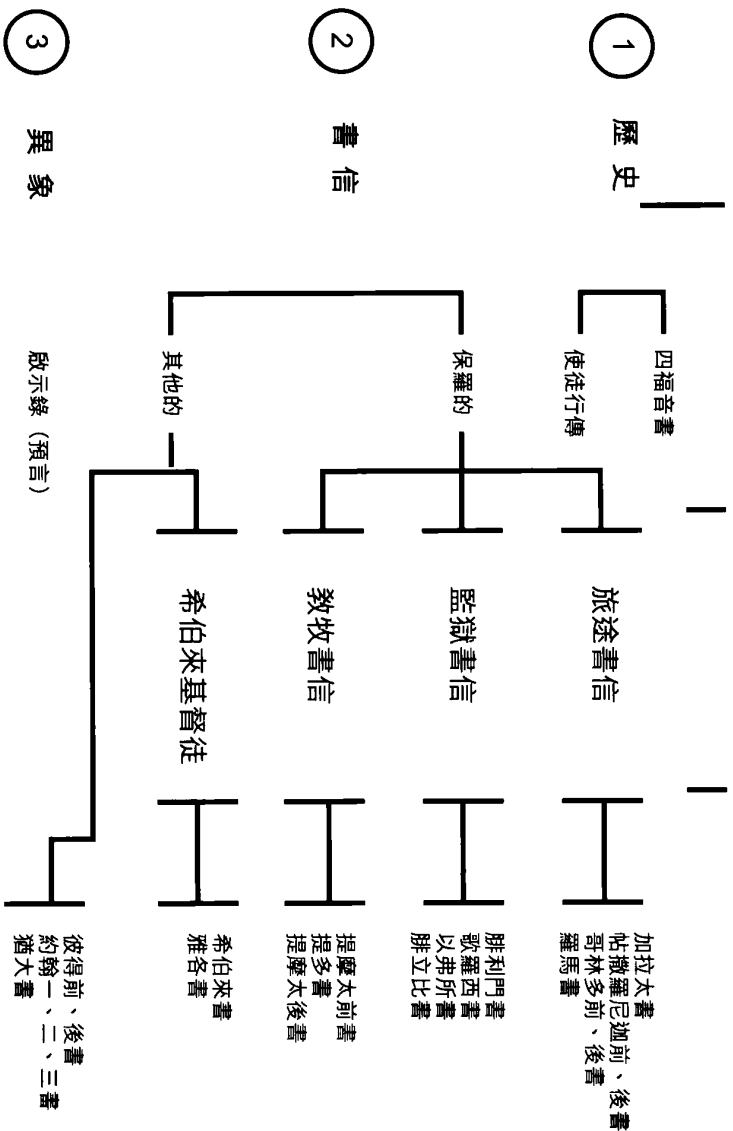 1
歷史
四福音書
使徒行傳
2
書信
保羅的
旅途書信
加拉太書
帖撒羅尼迦前、後書
哥林多前、後書
羅馬書
監獄書信
腓利門書
歌羅西書
以弗所書
腓立比書
教牧書信
提摩太前書
提多書
提摩太後書
其他的
希伯來基督徒
希伯來書
雅各書
彼得前、後書
約翰一、二、三書
猶大書
3
異象
啟示錄(預言)